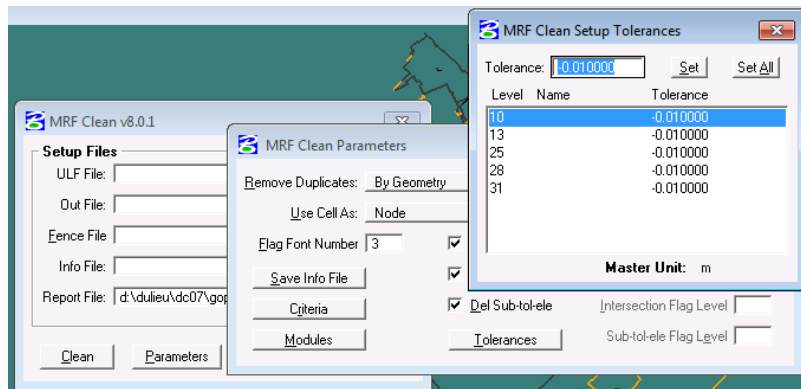 MRF Clean Setup Tolerances
Tolerance: -0.010000 Set Set All
Level Name Tolerance
10 -0.010000
13 -0.010000
25 -0.010000
28 -0.010000
31 -0.010000
Master Unit: m
MRF Clean v8.0.1
Setup Files
ULF File:
Out File:
Fence File
Info File:
Report File: d:\dulieu\dc07\gop
Clean Parameters
MRF Clean Parameters
Remove Duplicates: By Geometry
Use Cell As: Node
Flag Font Number 3
Save Info File
Criteria Del Sub-tol-ele Intersection Flag Level
Modules Tolerances Sub-tol-ele Flag Level